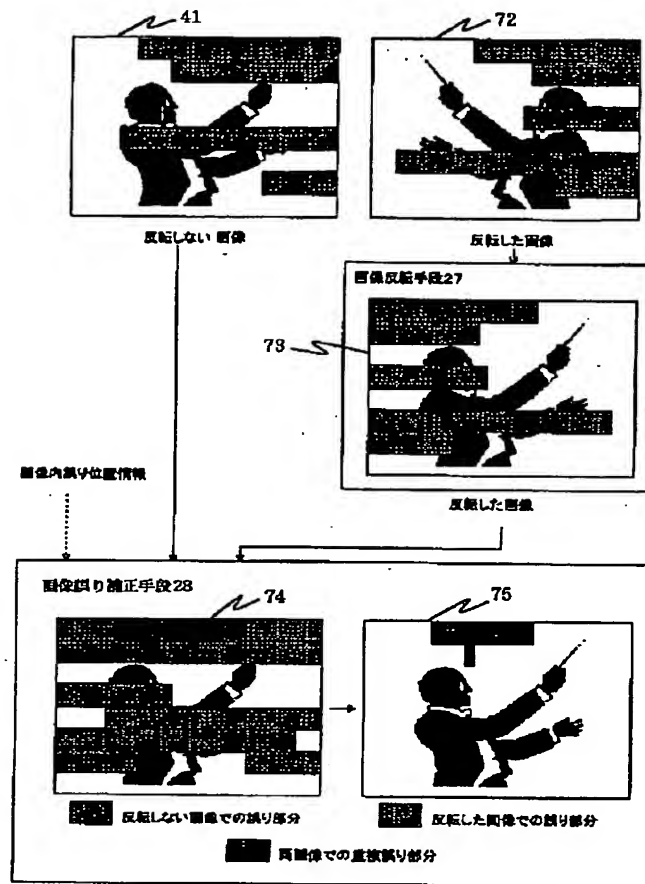 41
72
反転しない画像
反転した画像
画像反転手段27
73
反転した画像
画像内誤り位置情報
画像誤り補正手段28
74
75
反転しない画像での誤り部分
反転した画像での誤り部分
両画像での重複誤り部分